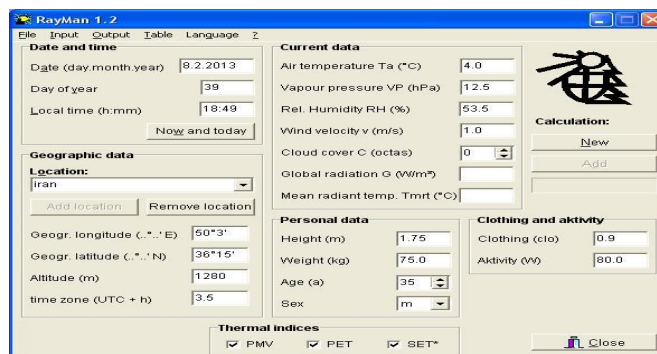 RayMan 1.2
File Input Output Table Language ?
Date and time
Date (day.month.year) 8.2.2013
Day of year 39
Local time (h:mm) 18:49
Now and today
Geographic data
Location:
iran
Add location Remove location
Geogr. longitude (..°..' E) 50°3'
Geogr. latitude (..°..' N) 36°15'
Altitude (m) 1280
time zone (UTC + h) 3.5
Current data
Air temperature Ta (°C) 4.0
Vapour pressure VP (hPa) 12.5
Rel. Humidity RH (%) 53.5
Wind velocity v (m/s) 1.0
Cloud cover C (octas) 0
Global radiation G (W/m²)
Mean radiant temp. Tmrt (°C)
Calculation:
New
Add
Personal data
Height (m) 1.75
Weight (kg) 75.0
Age (a) 35
Sex m
Clothing and aktivity
Clothing (clo) 0.9
Aktivity (W) 80.0
Thermal indices
PMV PET SET*
Close